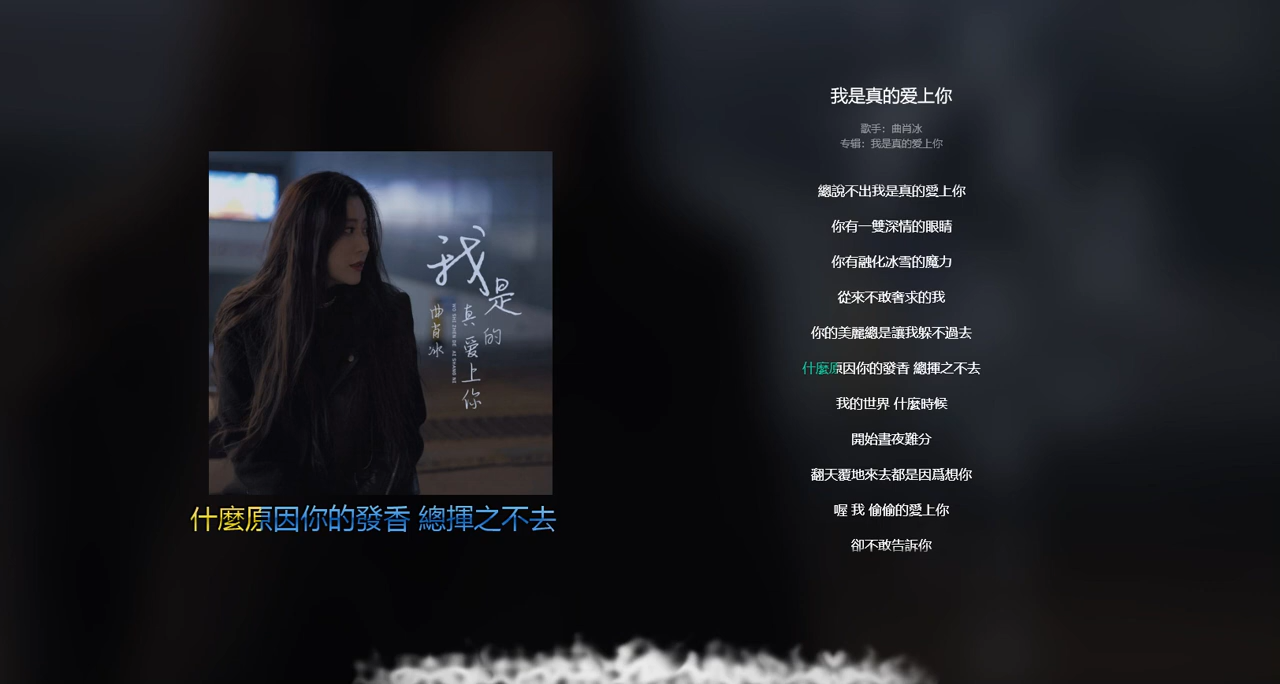 我是真的爱上你
歌手：曲肖冰
专辑：我是真的爱上你
總說不出我是真的愛上你
你有一雙深情的眼睛
你有融化冰雪的魔力
從來不敢奢求的我
你的美麗總是讓我躲不過去
什麼原因你的發香 總揮之不去
我的世界 什麼時候
開始晝夜難分
翻天覆地來去都是因爲想你
喔 我 偷偷的愛上你
卻不敢告訴你
我是
真的
愛上你
曲肖冰
WO SHI ZHEN DE AI SHANG NI
什麼原因你的發香 總揮之不去